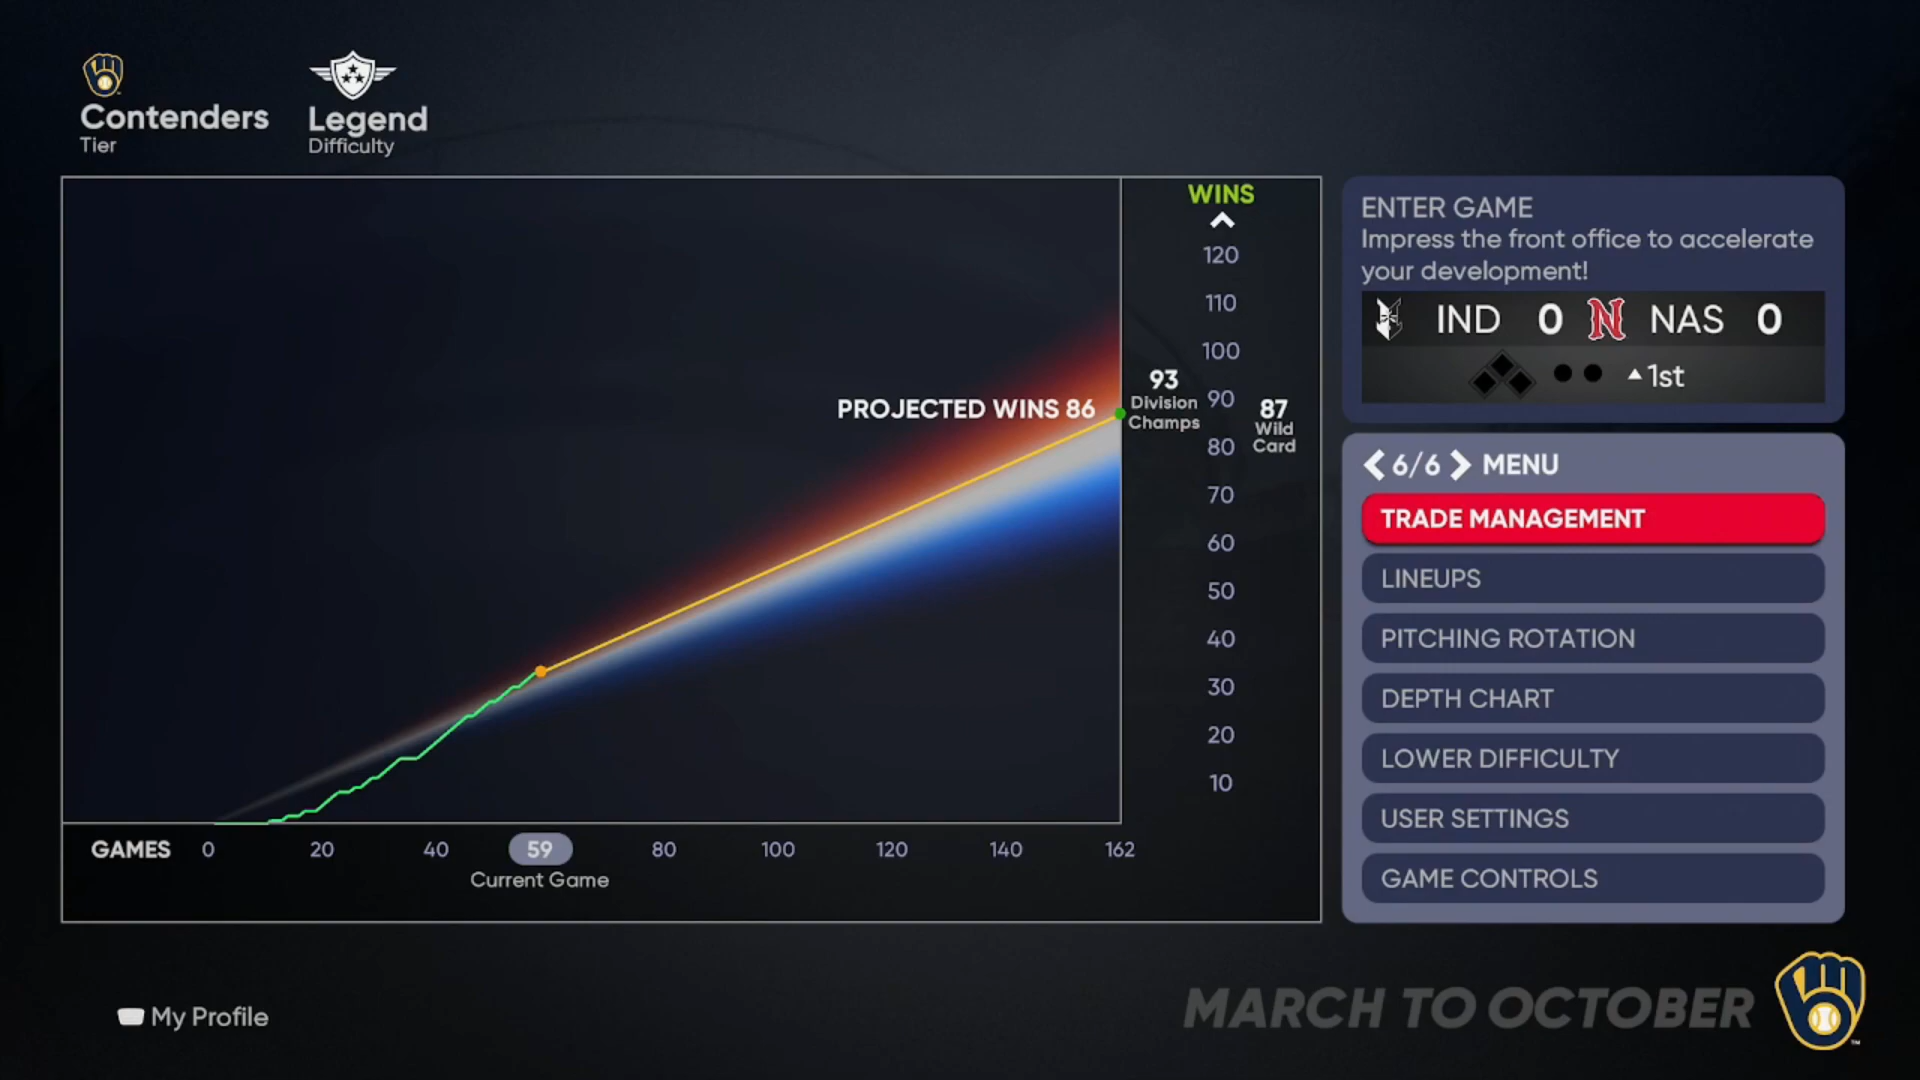 Contenders
Tier
Legend
Difficulty
WINS
120
110
100
90
80
70
60
50
40
30
20
10
93
Division
Champs
87
Wild
Card
PROJECTED WINS 86
GAMES 0 20 40 59 80 100 120 140 162
Current Game
ENTER GAME
Impress the front office to accelerate
your development!
IND 0 N NAS 0
1st
6/6 MENU
TRADE MANAGEMENT
LINEUPS
PITCHING ROTATION
DEPTH CHART
LOWER DIFFICULTY
USER SETTINGS
GAME CONTROLS
My Profile
MARCH TO OCTOBER
TM